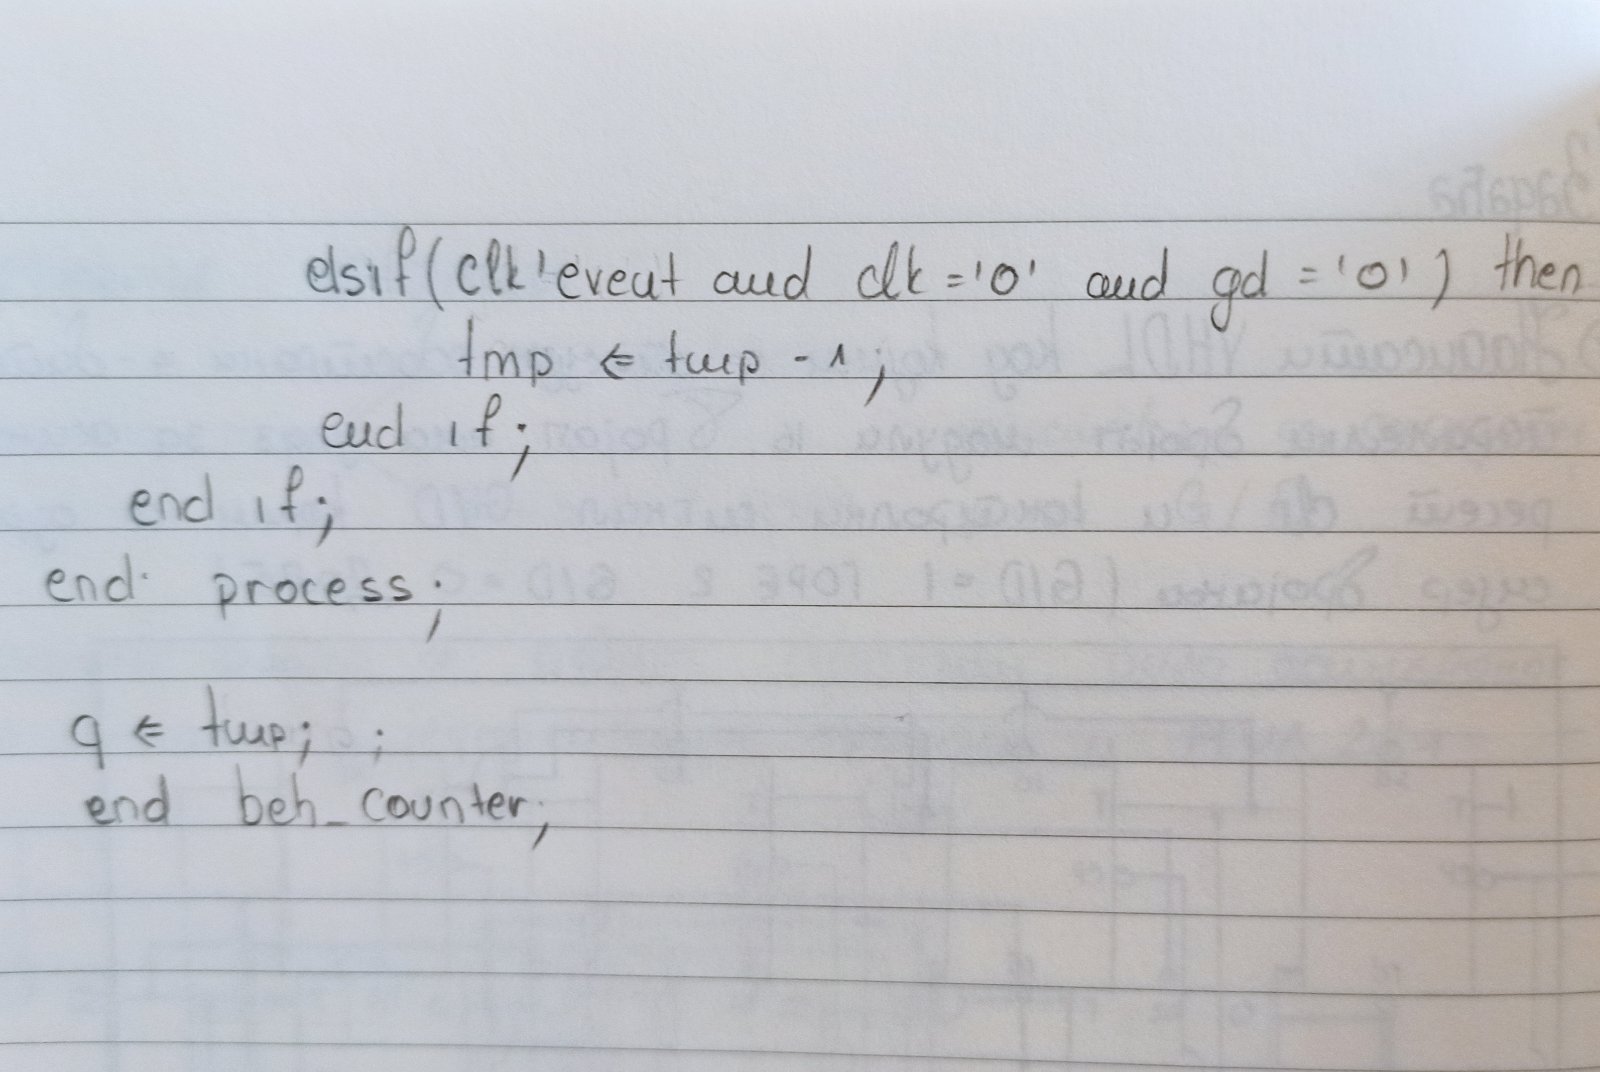 elsif (clk'event and clk = '0' and gd = '0') then
tmp <= tmp - 1;
end if;
end if;
end process;
q <= tmp; ;
end beh_counter;